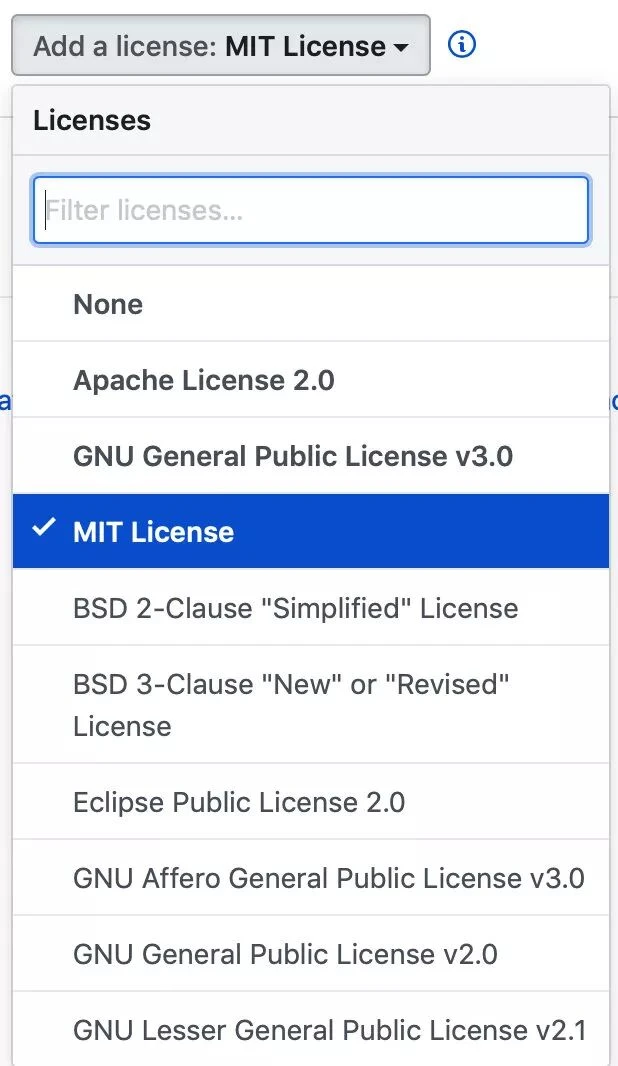 Add a license: MIT License
Licenses
Filter licenses...
None
Apache License 2.0
GNU General Public License v3.0
MIT License
BSD 2-Clause "Simplified" License
BSD 3-Clause "New" or "Revised"
License
Eclipse Public License 2.0
GNU Affero General Public License v3.0
GNU General Public License v2.0
GNU Lesser General Public License v2.1